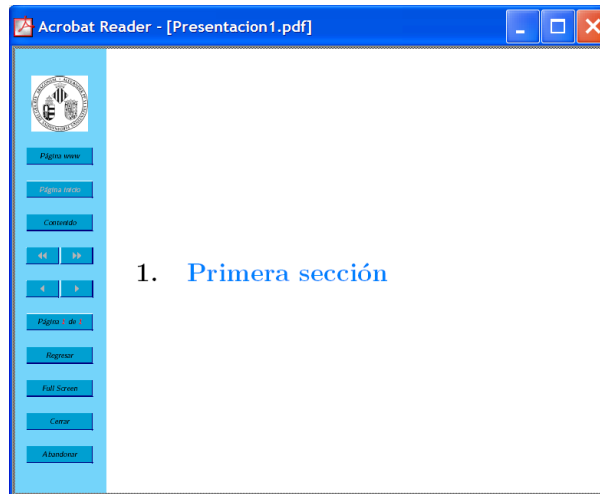 Acrobat Reader - [Presentacion1.pdf]
Página www
Página inicio
Contenido
Página de
Regresar
Full Screen
Cerrar
Abandonar
1. Primera sección